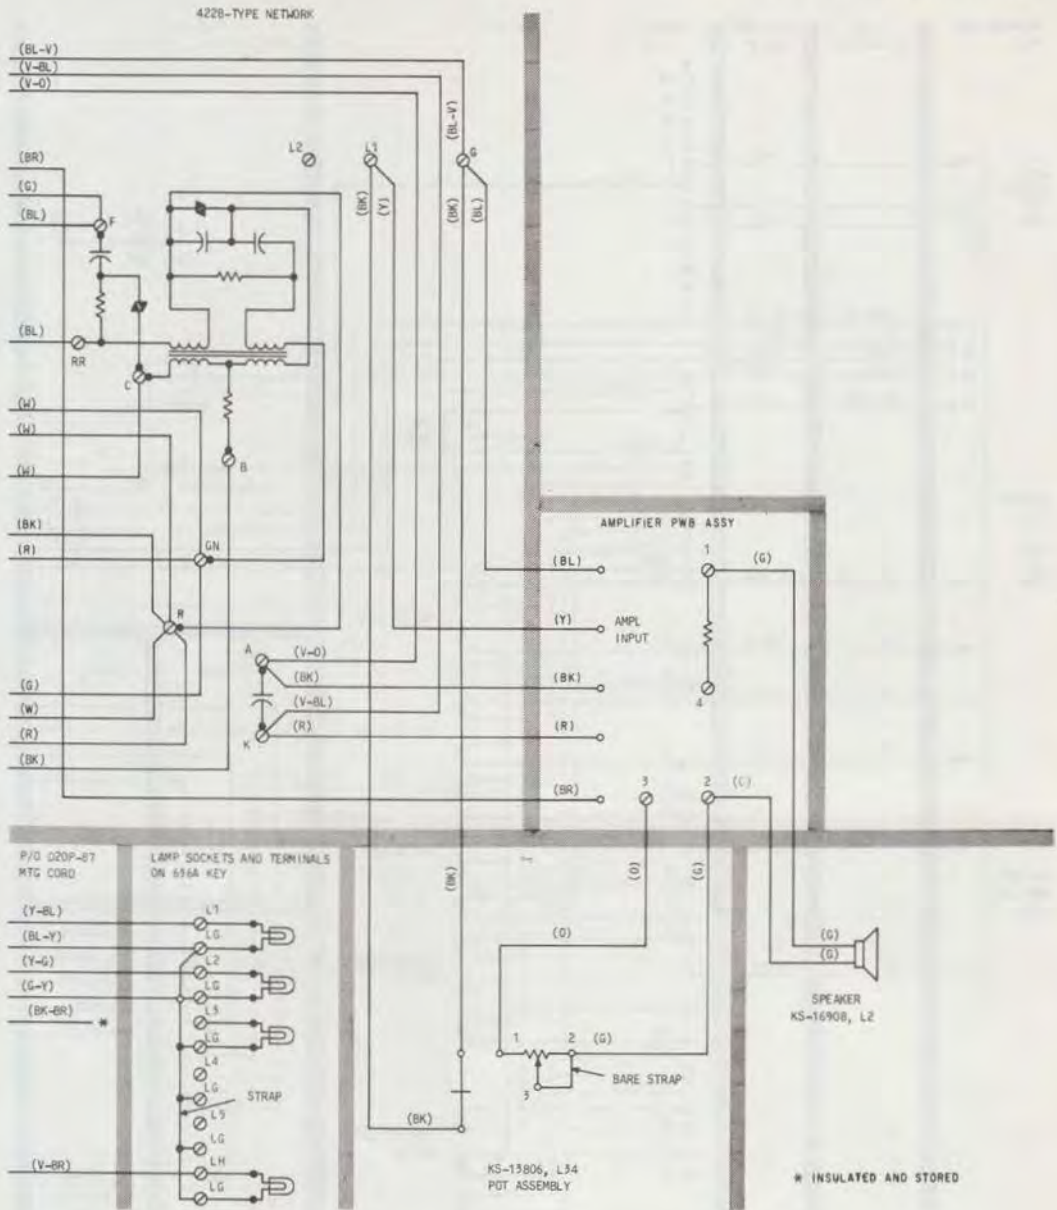 422B-TYPE NETWORK
(BL-V)
(V-BL)
(V-O)
(BL-V)
L2
L1
G
(BR)
(G)
(BL)
F
(BK)
(Y)
(BK)
(BL)
(BL)
RR
C
(W)
(W)
(W)
B
(BK)
(R)
GN
AMPLIFIER PWB ASSY
1
(G)
(BL)
R
(Y)
AMPL
INPUT
A
(V-O)
(BK)
(BK)
4
(G)
(W)
(V-BL)
(R)
K
(R)
(R)
(BK)
(BR)
3
2
P/O D20P-87
MTG CORD
LAMP SOCKETS AND TERMINALS
ON 636A KEY
(BK)
(O)
(G)
(Y-BL)
L1
(BL-Y)
LG
(O)
(G)
(G)
(Y-G)
L2
(G-Y)
LG
SPEAKER
KS-16908, L2
(BK-BR)
*
L3
LG
1
2
(G)
L4
3
BARE STRAP
LG
STRAP
L5
(BK)
LG
(V-BR)
LH
LG
KS-13806, L34
POT ASSEMBLY
* INSULATED AND STORED